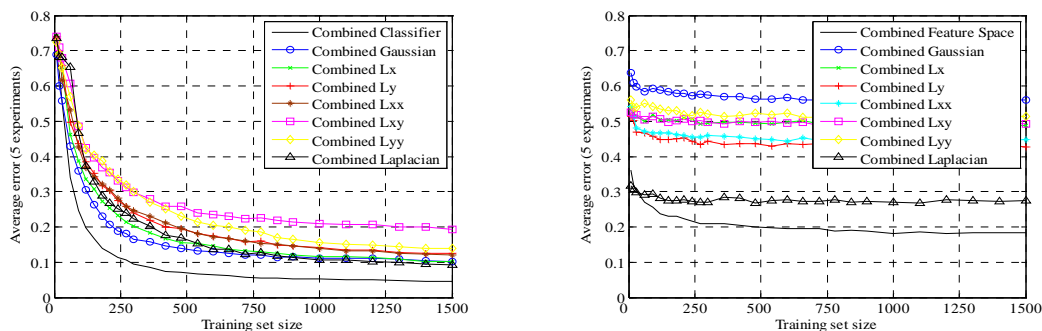 Average error (5 experiments)
0.8
0.7
0.6
0.5
0.4
0.3
0.2
0.1
0
0
250
500
750
1000
1250
1500
Training set size
Combined Classifier
Combined Gaussian
Combined Lx
Combined Ly
Combined Lxx
Combined Lxy
Combined Lyy
Combined Laplacian
Average error (5 experiments)
0.8
0.7
0.6
0.5
0.4
0.3
0.2
0.1
0
0
250
500
750
1000
1250
1500
Training set size
Combined Feature Space
Combined Gaussian
Combined Lx
Combined Ly
Combined Lxx
Combined Lxy
Combined Lyy
Combined Laplacian